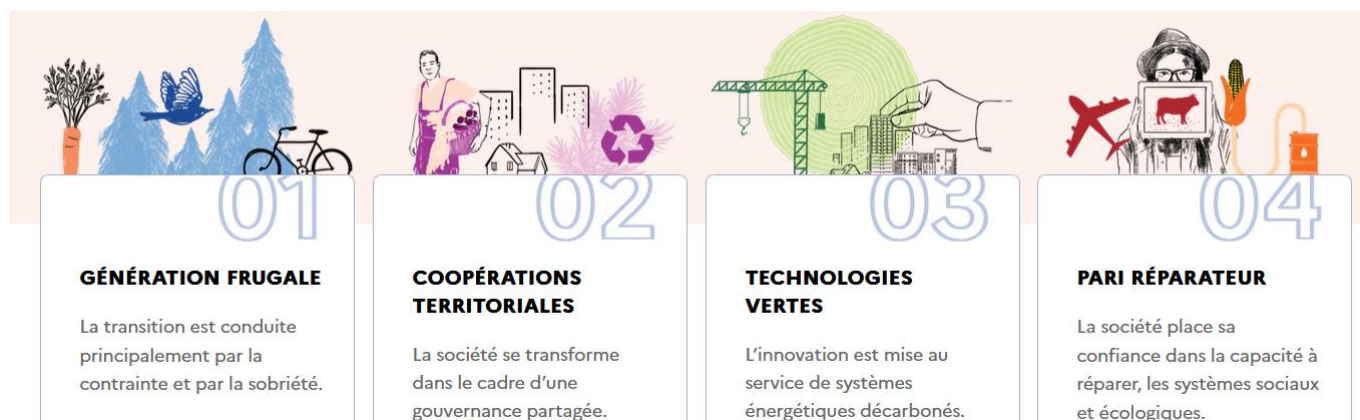 01
GÉNÉRATION FRUGALE
La transition est conduite
principalement par la
contrainte et par la sobriété.
02
COOPÉRATIONS
TERRITORIALES
La société se transforme
dans le cadre d’une
gouvernance partagée.
03
TECHNOLOGIES
VERTES
L’innovation est mise au
service de systèmes
énergétiques décarbonés.
04
PARI RÉPARATEUR
La société place sa
confiance dans la capacité à
réparer, les systèmes sociaux
et écologiques.